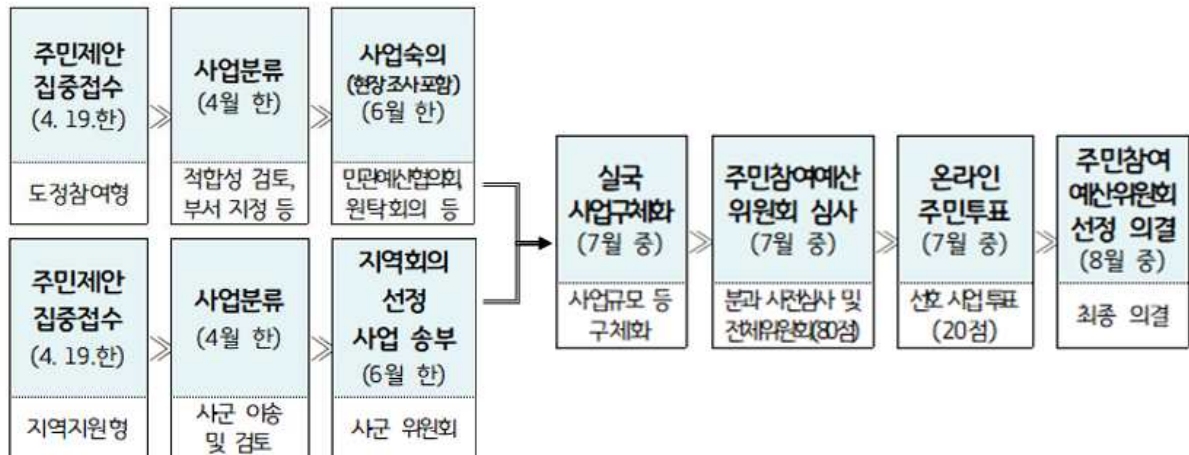 주민제안
집중접수
(4. 19.한)
도정참여형
사업분류
(4월 한)
적합성 검토,
부서 지정 등
사업숙의
(현장조사포함)
(6월 한)
민관예산협의회,
원탁회의 등
주민제안
집중접수
(4. 19.한)
지역지원형
사업분류
(4월 한)
시군 이송
및 검토
지역회의
선정
사업 송부
(6월 한)
시군 위원회
실국
사업구체화
(7월 중)
사업규모 등
구체화
주민참여예산
위원회 심사
(7월 중)
분과 사전심사 및
전체위원회(80점)
온라인
주민투표
(7월 중)
선호 사업 투표
(20점)
주민참여
예산위원회
선정 의결
(8월 중)
최종 의결